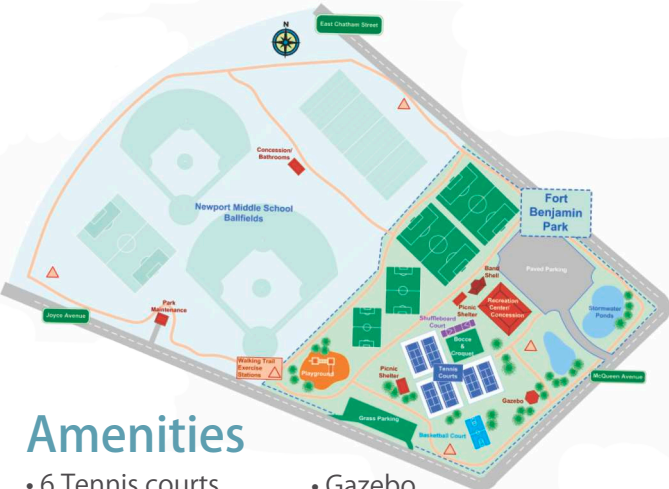 East Chatham Street
N
Concession/
Bathrooms
Newport Middle School
Ballfields
Fort
Benjamin
Park
Paved Parking
Band
Shell
Recreation
Center/
Concession
Picnic
Shelter
Stormwater
Ponds
Joyce Avenue
Park
Maintenance
Shuffleboard
Court
Bocce
&
Croquet
Walking Trail
Exercise
Stations
Playground
Picnic
Shelter
Tennis
Courts
McQueen Avenue
Gazebo
Grass Parking
Basketball Court
Amenities
• 6 Tennis courts
• Gazebo